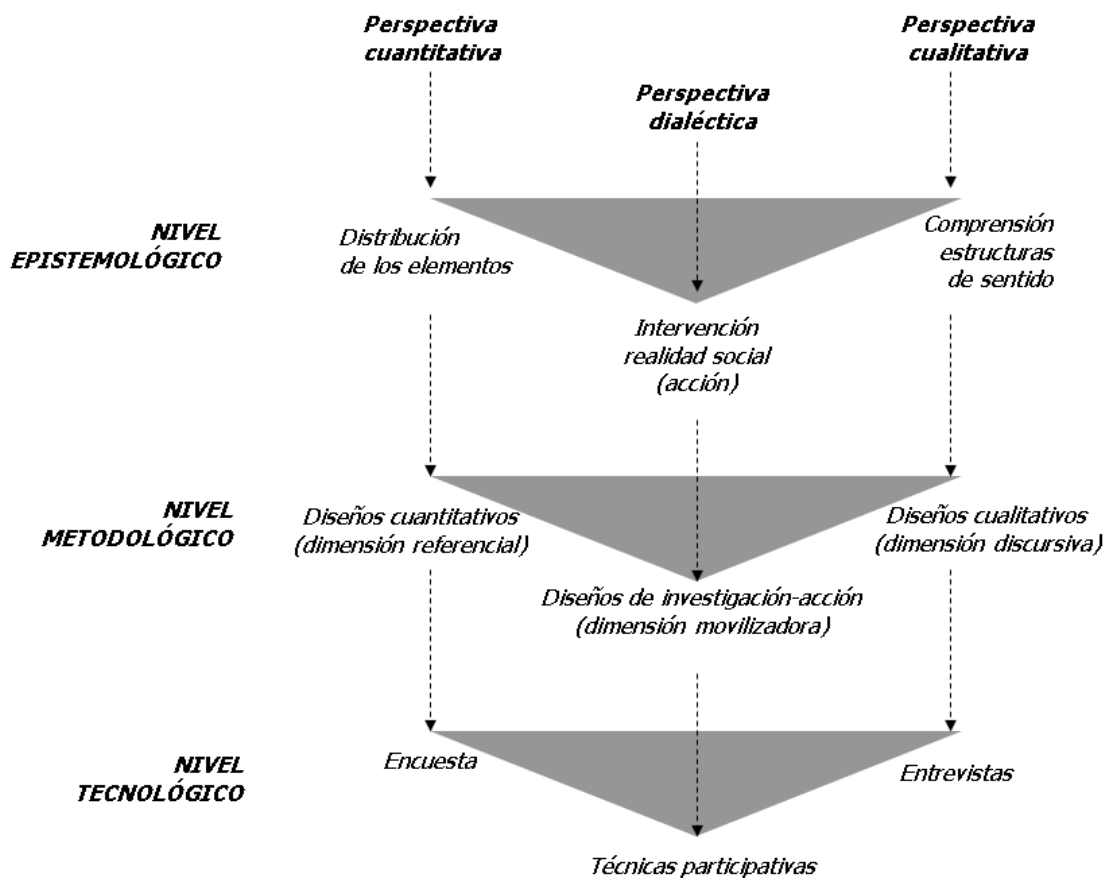 Perspectiva
cuantitativa
Perspectiva
cualitativa
Perspectiva
dialéctica
NIVEL
EPISTEMOLÓGICO
Distribución
de los elementos
Comprensión
estructuras
de sentido
Intervención
realidad social
(acción)
NIVEL
METODOLÓGICO
Diseños cuantitativos
(dimensión referencial)
Diseños cualitativos
(dimensión discursiva)
Diseños de investigación-acción
(dimensión movilizadora)
NIVEL
TECNOLÓGICO
Encuesta
Entrevistas
Técnicas participativas